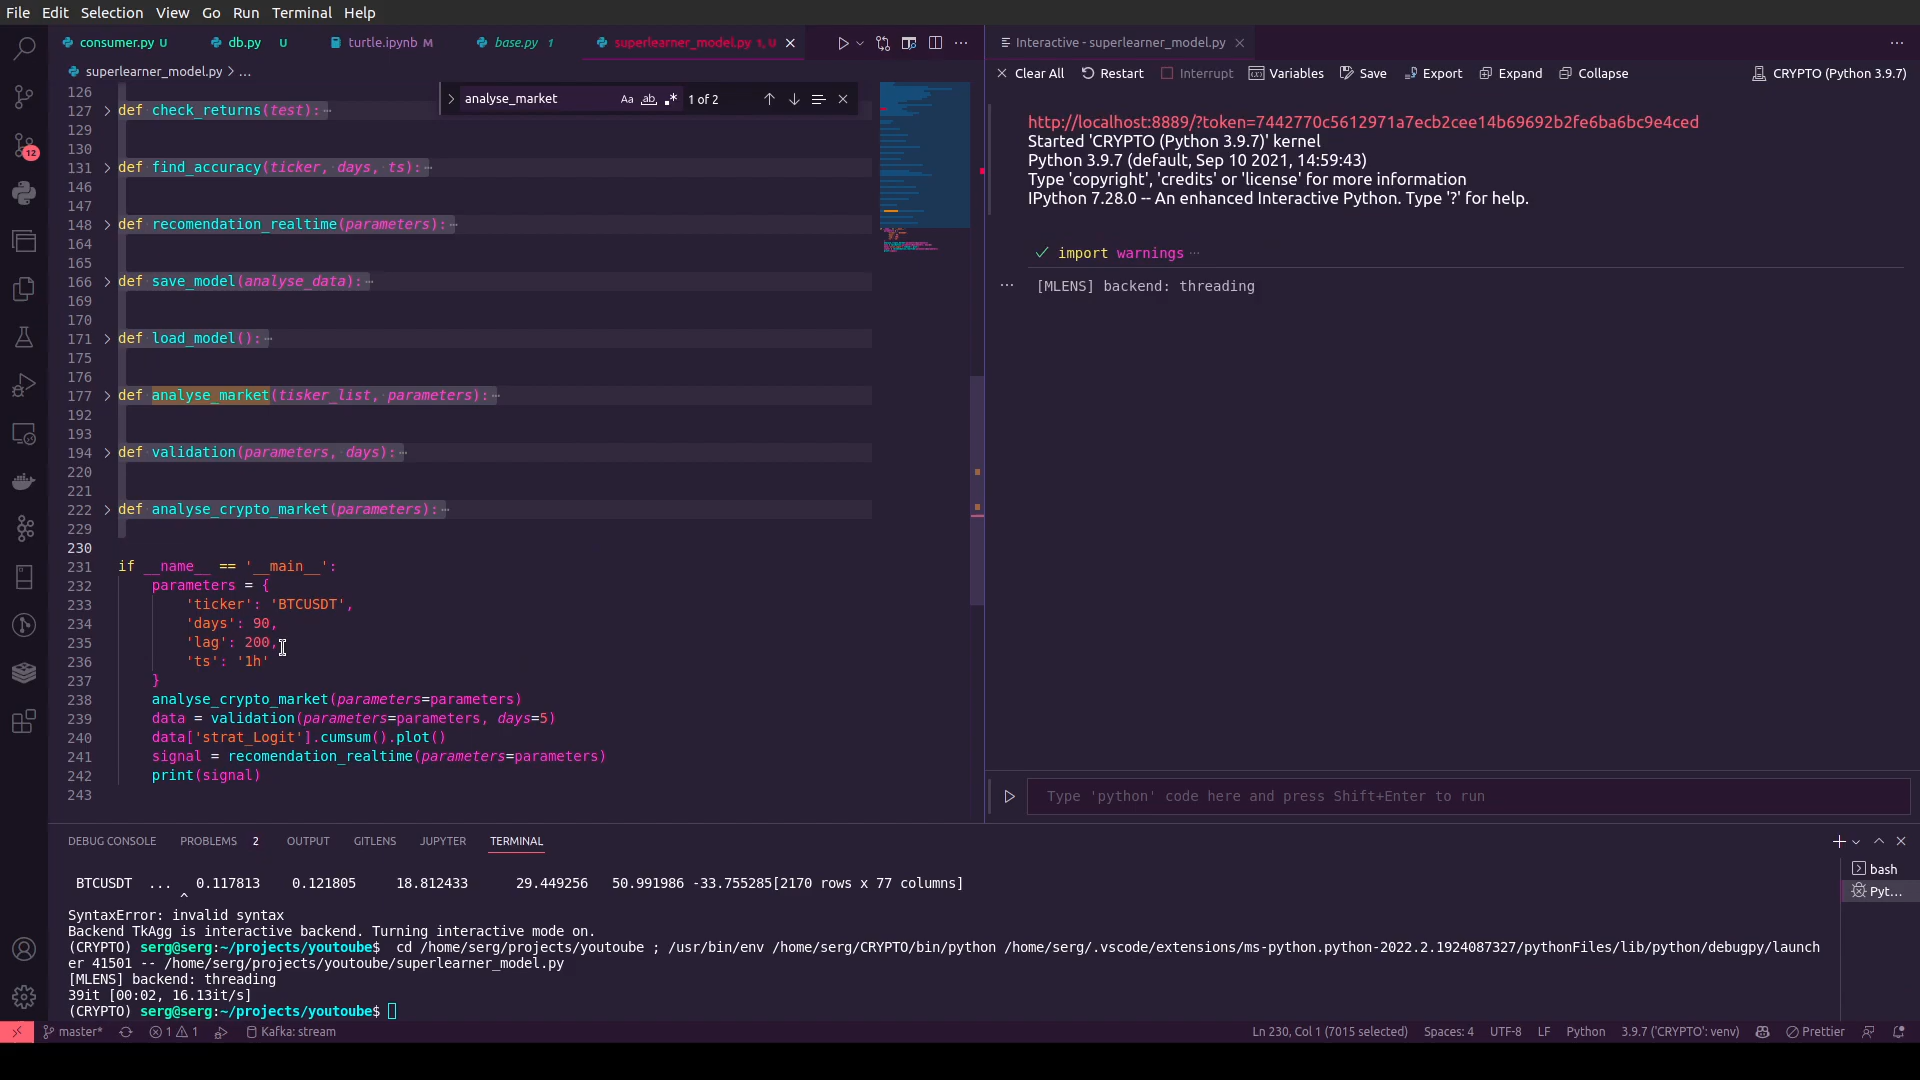 File Edit Selection View Go Run Terminal Help
consumer.py U db.py U turtle.ipynb M base.py 1 superlearner_model.py 1, U
superlearner_model.py > ...
analyse_market Aa ab 1 of 2
126
127 def check_returns(test):
129
130
131 def find_accuracy(ticker, days, ts):
146
147
148 def recomendation_realtime(parameters):
164
165
166 def save_model(analyse_data):
169
170
171 def load_model():
175
176
177 def analyse_market(tisker_list, parameters):
192
193
194 def validation(parameters, days):
220
221
222 def analyse_crypto_market(parameters):
229
230
231 if __name__ == '__main__':
232 parameters = {
233 'ticker': 'BTCUSDT',
234 'days': 90,
235 'lag': 200,
236 'ts': '1h'
237 }
238 analyse_crypto_market(parameters=parameters)
239 data = validation(parameters=parameters, days=5)
240 data['strat_Logit'].cumsum().plot()
241 signal = recomendation_realtime(parameters=parameters)
242 print(signal)
243
Interactive - superlearner_model.py
Clear All Restart Interrupt Variables Save Export Expand Collapse CRYPTO (Python 3.9.7)
http://localhost:8889/?token=7442770c5612971a7ecb2cee14b69692b2fe6ba6bc9e4ced
Started 'CRYPTO (Python 3.9.7)' kernel
Python 3.9.7 (default, Sep 10 2021, 14:59:43)
Type 'copyright', 'credits' or 'license' for more information
IPython 7.28.0 -- An enhanced Interactive Python. Type '?' for help.
import warnings ...
[MLENS] backend: threading
Type 'python' code here and press Shift+Enter to run
12
DEBUG CONSOLE PROBLEMS 2 OUTPUT GITLENS JUPYTER TERMINAL
BTCUSDT ... 0.117813 0.121805 18.812433 29.449256 50.991986 -33.755285[2170 rows x 77 columns]
^
SyntaxError: invalid syntax
Backend TkAgg is interactive backend. Turning interactive mode on.
(CRYPTO) serg@serg:~/projects/youtoube$ cd /home/serg/projects/youtoube ; /usr/bin/env /home/serg/CRYPTO/bin/python /home/serg/.vscode/extensions/ms-python.python-2022.2.1924087327/pythonFiles/lib/python/debugpy/launch
er 41501 -- /home/serg/projects/youtoube/superlearner_model.py
[MLENS] backend: threading
39it [00:02, 16.13it/s]
(CRYPTO) serg@serg:~/projects/youtoube$
bash
Pyt...
master* 1 1 Kafka: stream Ln 230, Col 1 (7015 selected) Spaces: 4 UTF-8 LF Python 3.9.7 ('CRYPTO': venv) Prettier